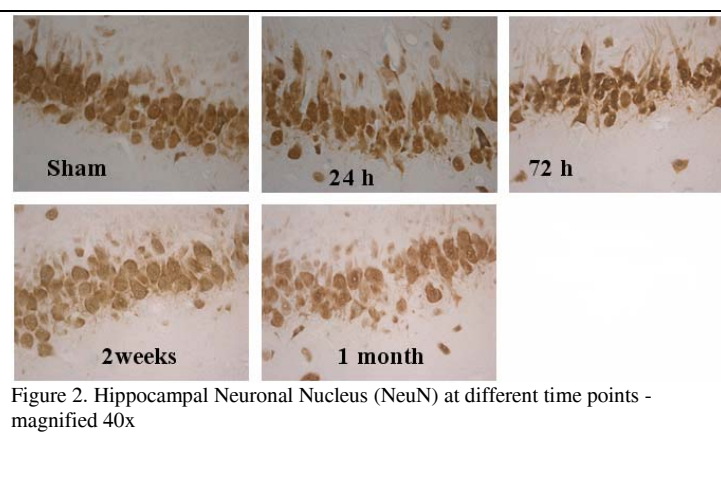 Sham
24 h
72 h
2weeks
1 month
Figure 2. Hippocampal Neuronal Nucleus (NeuN) at different time points -
magnified 40x